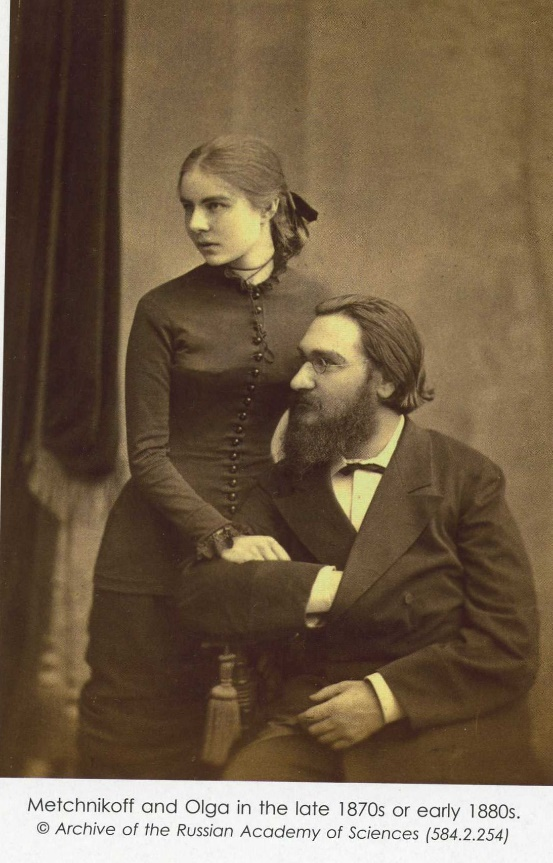 Metchnikoff and Olga in the late 1870s or early 1880s.
© Archive of the Russian Academy of Sciences (584.2.254)